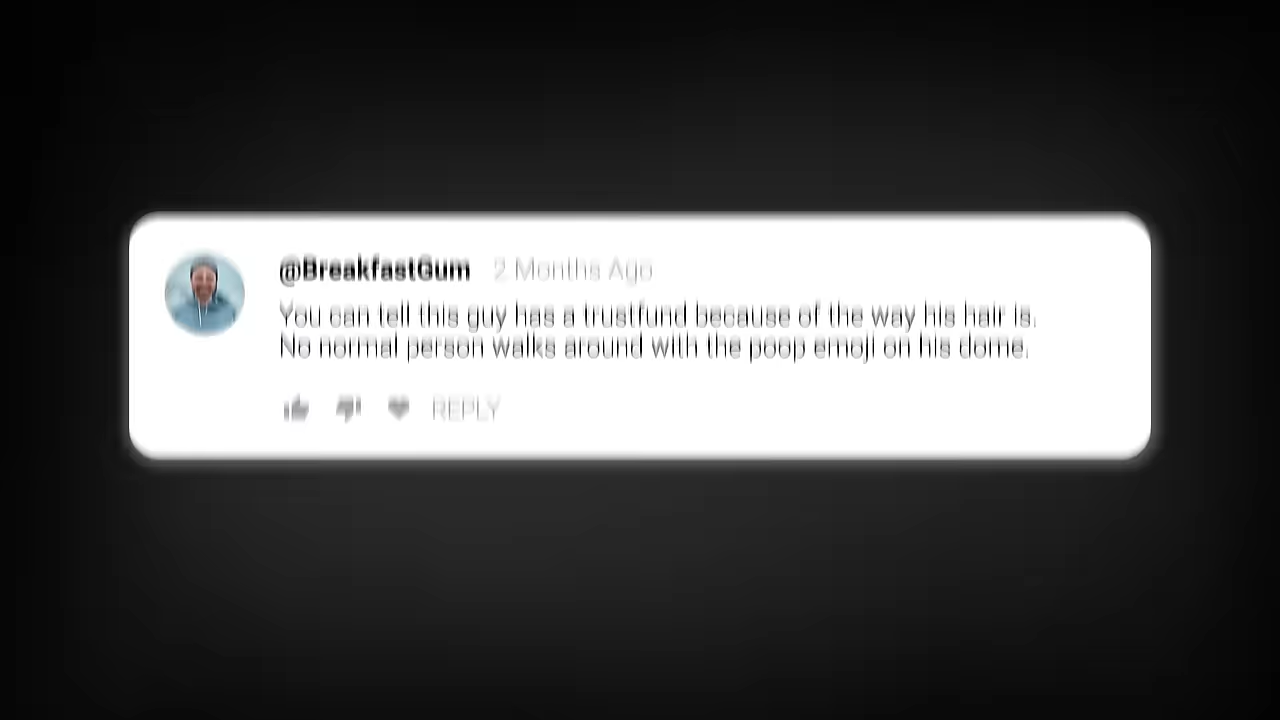 @BreakfastGum 2 Months Ago
You can tell this guy has a trustfund because of the way his hair is.
No normal person walks around with the poop emoji on his dome.
REPLY